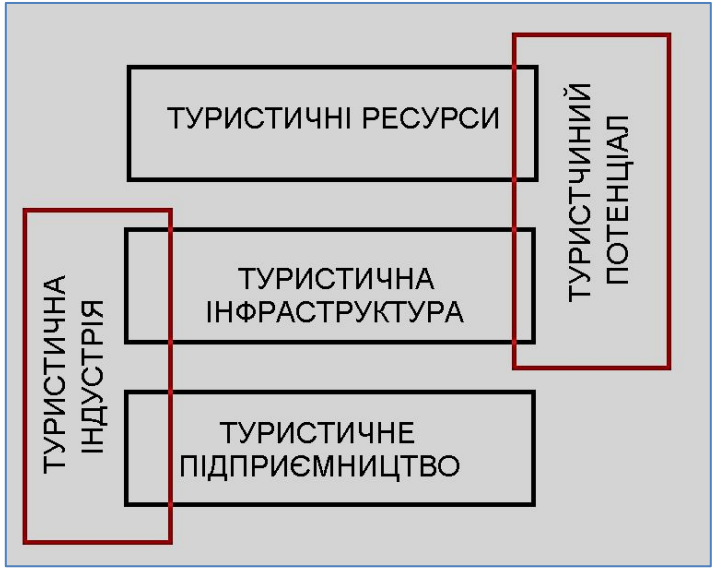 ТУРИСТИЧНІ РЕСУРСИ
ТУРИСТЧИНИЙ
ПОТЕНЦІАЛ
ТУРИСТИЧНА
ІНФРАСТРУКТУРА
ТУРИСТИЧНА
ІНДУСТРІЯ
ТУРИСТИЧНЕ
ПІДПРИЄМНИЦТВО